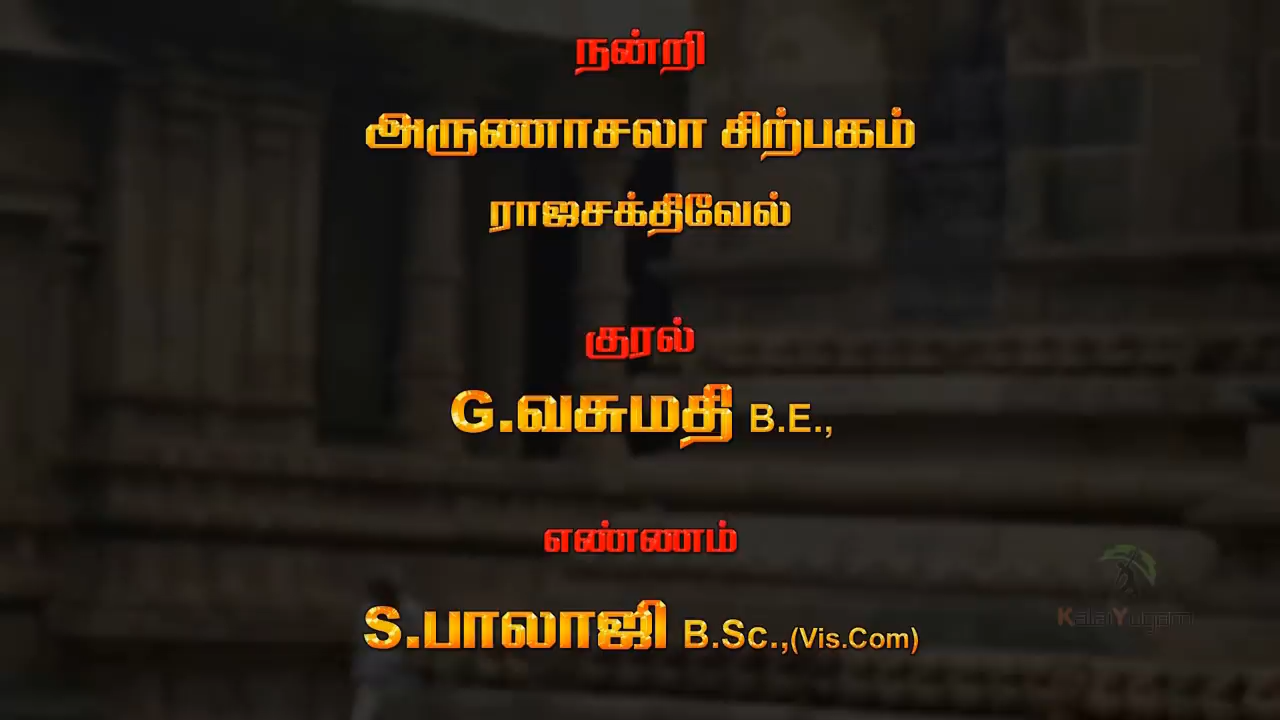 நன்றி
அருணாசலா சிற்பகம்
ராஜசக்திவேல்
குரல்
G.வசுமதி B.E.,
எண்ணம்
S.பாலாஜி B.Sc.,(Vis.Com)
KalaiYugam